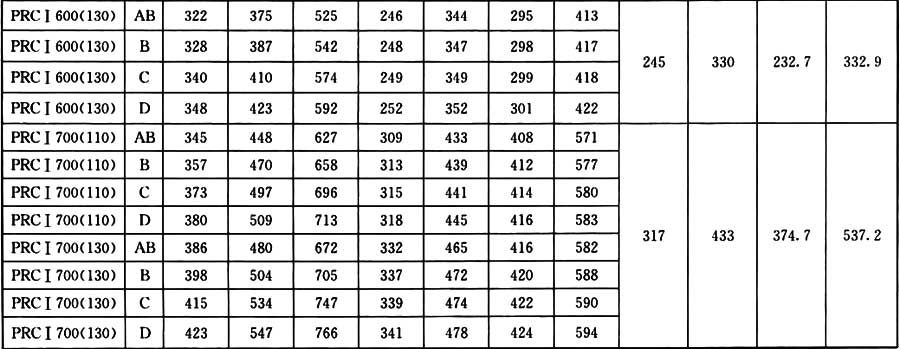 PRC Ⅰ 600(130) AB 322 375 525 246 344 295 413
PRC Ⅰ 600(130) B 328 387 542 248 347 298 417
245 330 232.7 332.9
PRC Ⅰ 600(130) C 340 410 574 249 349 299 418
PRC Ⅰ 600(130) D 348 423 592 252 352 301 422
PRC Ⅰ 700(110) AB 345 448 627 309 433 408 571
PRC Ⅰ 700(110) B 357 470 658 313 439 412 577
PRC Ⅰ 700(110) C 373 497 696 315 441 414 580
PRC Ⅰ 700(110) D 380 509 713 318 445 416 583
317 433 374.7 537.2
PRC Ⅰ 700(130) AB 386 480 672 332 465 416 582
PRC Ⅰ 700(130) B 398 504 705 337 472 420 588
PRC Ⅰ 700(130) C 415 534 747 339 474 422 590
PRC Ⅰ 700(130) D 423 547 766 341 478 424 594